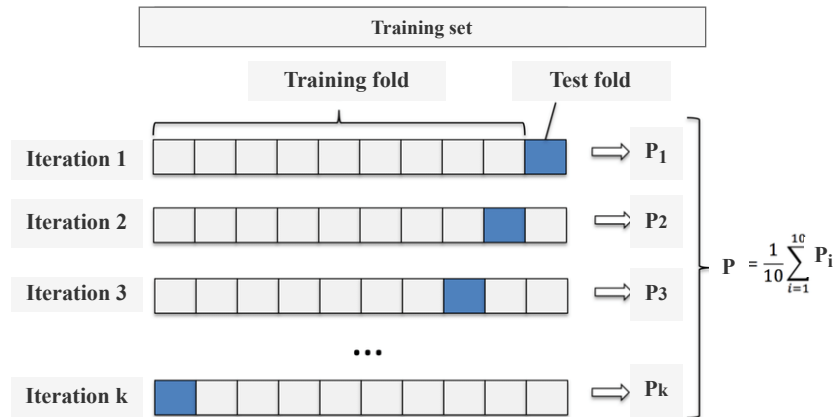 Training set
Training fold
Test fold
Iteration 1
P1
Iteration 2
P2
Iteration 3
P3
P = 1/10 10∑i=1 Pi
...
Iteration k
Pk